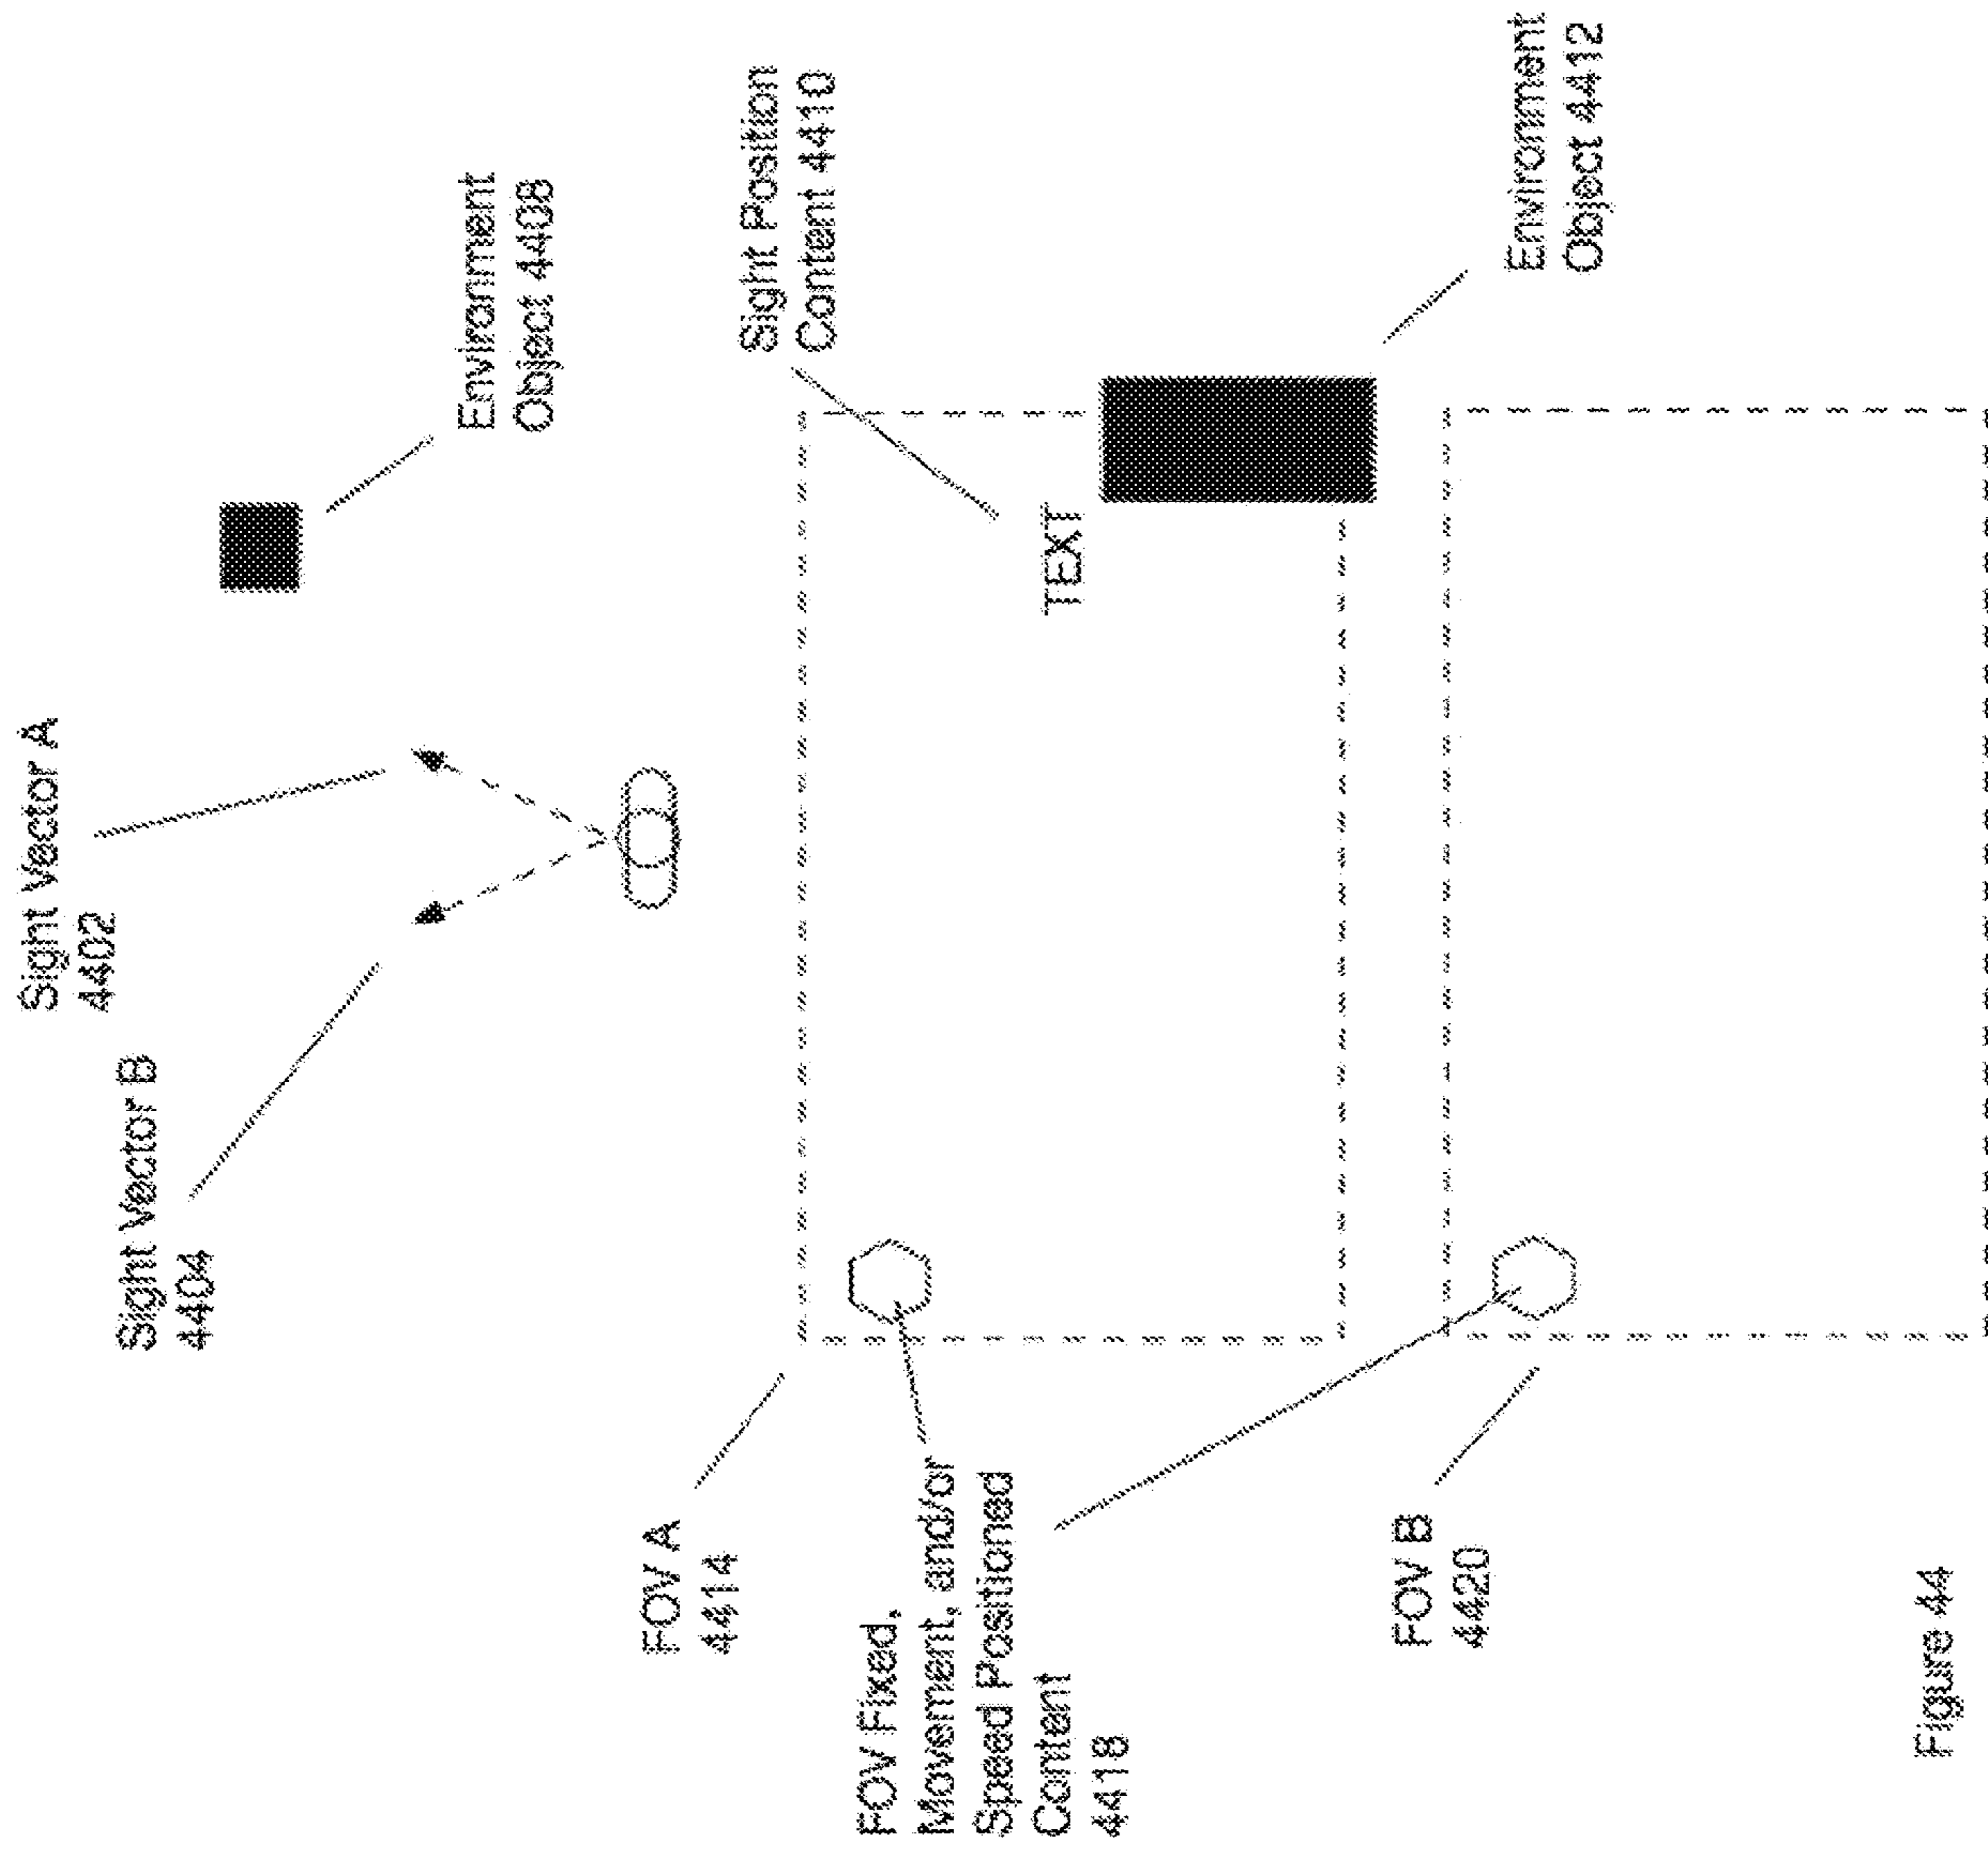 Sight Vector A
4402
Sight Vector B
4404
Environment
Object 4408
FOV A
4414
Sight Position
Content 4410
TEXT
FOV Fixed,
Movement, and/or
Speed Positioned
Content
4418
Environment
Object 4412
FOV B
4420
Figure 44